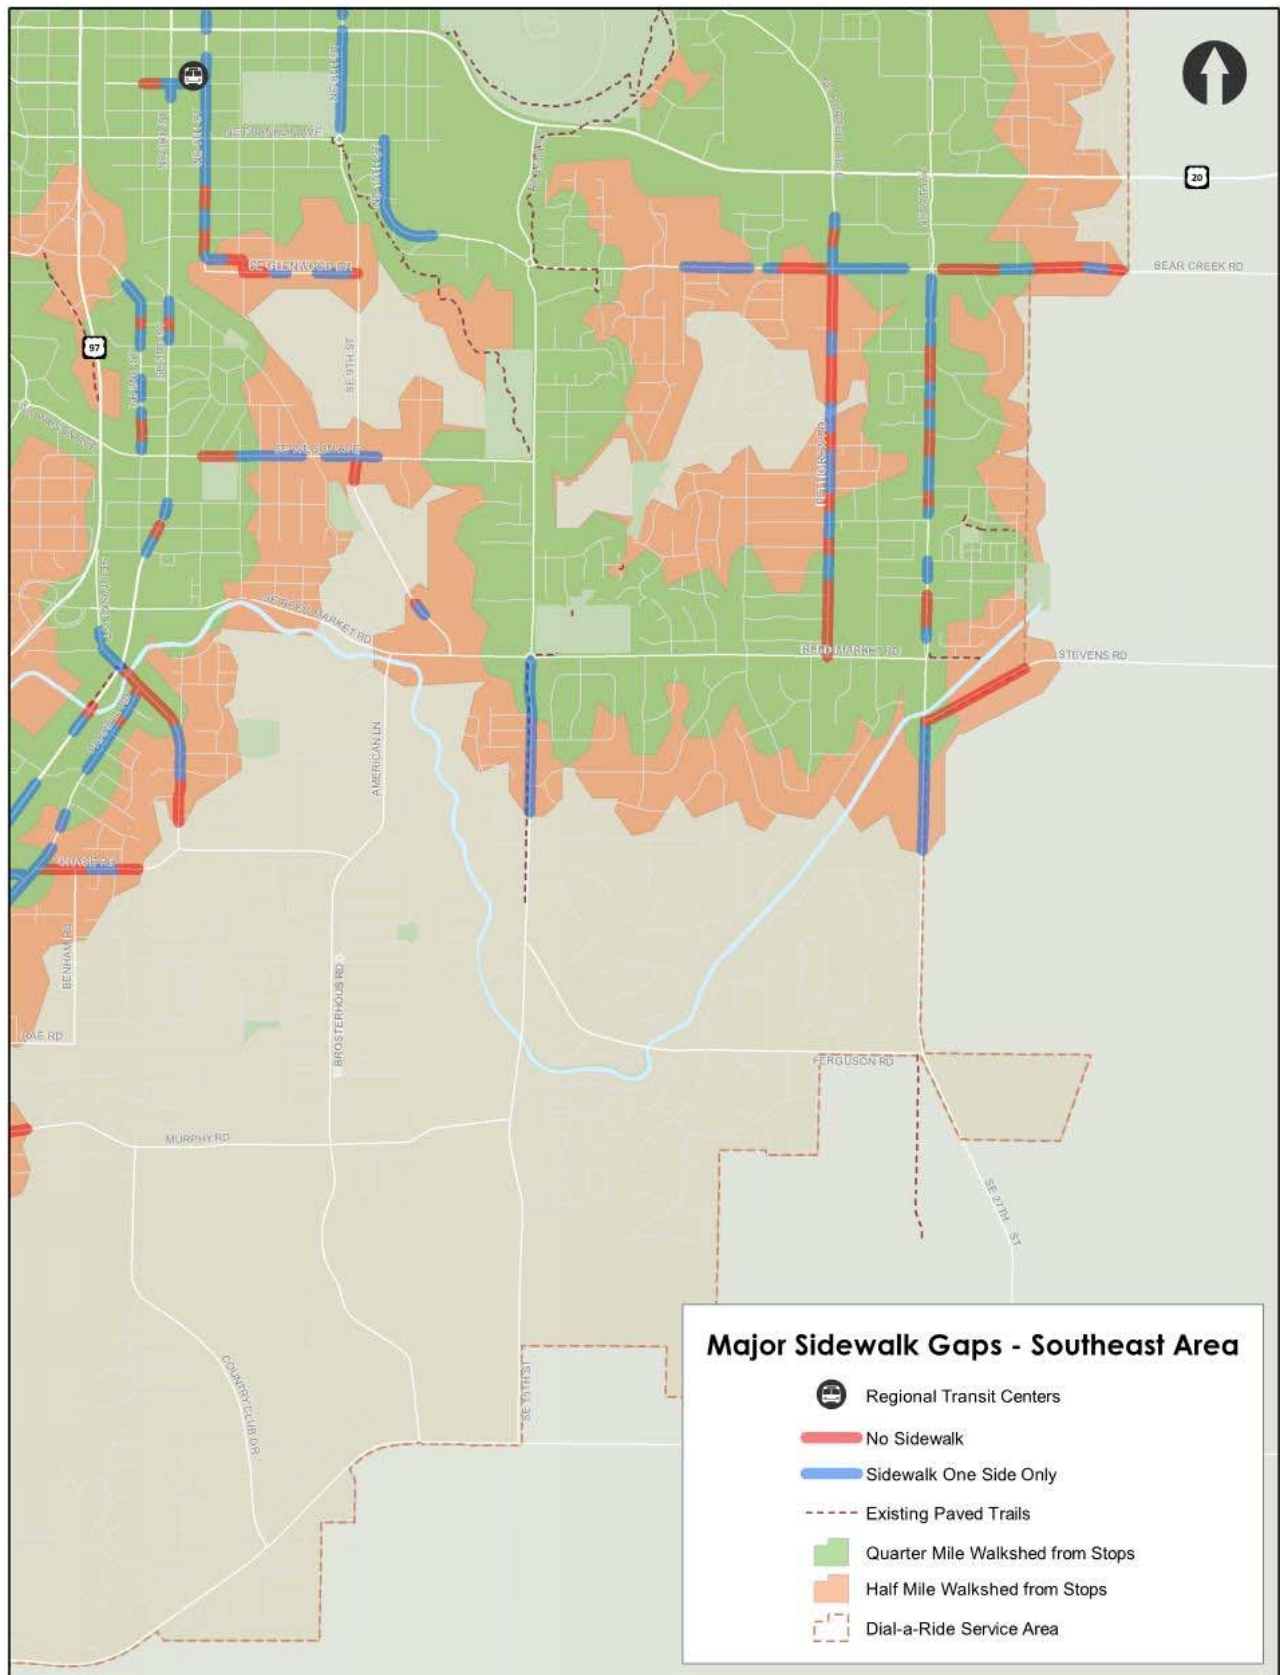 NE FRANKLIN AVE
20
BEAR CREEK RD
SE GLENWOOD DR
97
SE 9TH ST
SE WILSON AVE
SE REED MARKET RD
REED MARKET RD
STEVENS RD
AMERICAN LN
BENHAM RD
BROSTERHOUS RD
RAE RD
FERGUSON RD
MURPHY RD
SE 27TH ST
COUNTRY CLUB DR
SE 15TH ST
Major Sidewalk Gaps - Southeast Area
Regional Transit Centers
No Sidewalk
Sidewalk One Side Only
Existing Paved Trails
Quarter Mile Walkshed from Stops
Half Mile Walkshed from Stops
Dial-a-Ride Service Area